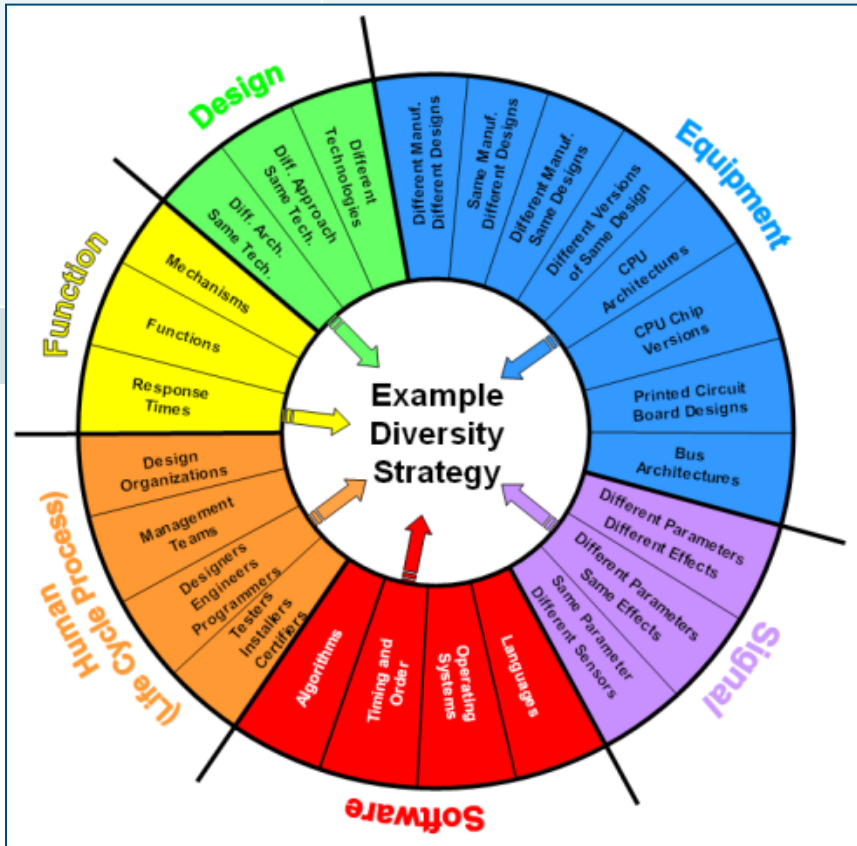 Design
Different
Technologies
Diff. Approach
Same Tech.
Diff. Arch.
Same Tech.
Equipment
Different Manuf.
Different Designs
Same Manuf.
Different Designs
Different Manuf.
Same Designs
Different Versions
of Same Design
CPU
Architectures
CPU Chip
Versions
Printed Circuit
Board Designs
Bus
Architectures
Signal
Different Parameters
Different Effects
Different Parameters
Same Effects
Same Parameter
Different Sensors
Software
Languages
Operating
Systems
Timing and
Order
Algorithms
Human
(Life Cycle Process)
Testers
Installers
Certifiers
Designers
Engineers
Programmers
Management
Teams
Design
Organizations
Function
Response
Times
Functions
Mechanisms
Example
Diversity
Strategy